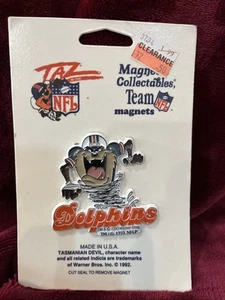 CLEARANCE
TAZ
NFL
Magnetic
Collectables,
Team NFL
magnets
Dolphins
MADE IN U.S.A.
TASMANIAN DEVIL, character name
and all related indicia are trademarks
of Warner Bros. Inc. © 1992.
CUT SEAL TO REMOVE MAGNET